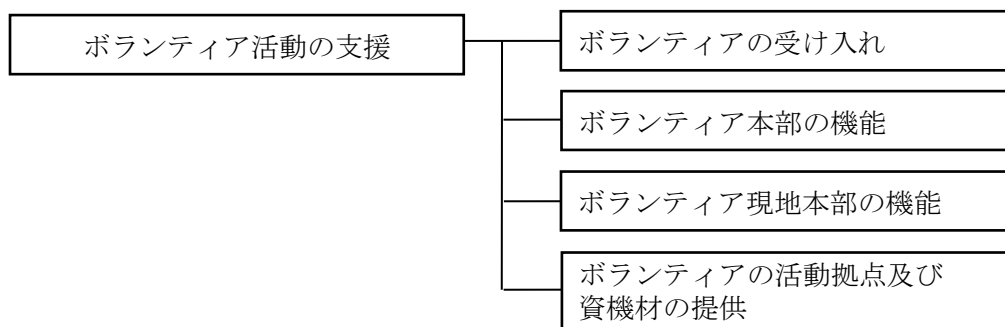 ボランティア活動の支援
ボランティアの受け入れ
ボランティア本部の機能
ボランティア現地本部の機能
ボランティアの活動拠点及び
資機材の提供